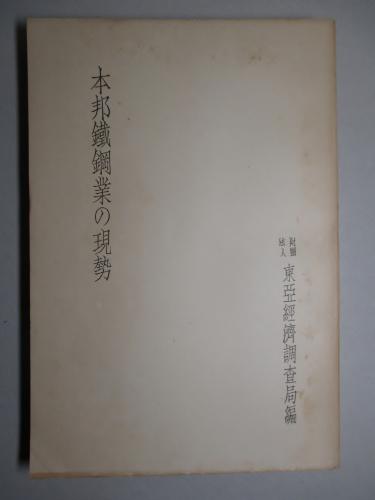 財團
法人
東亞經濟調査局編
本邦鐵鋼業の現勢